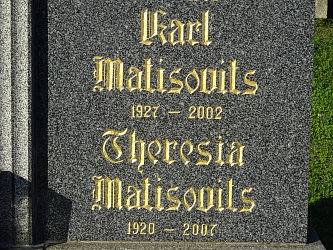 Karl
Matisovits
1927 – 2002
Theresia
Matisovits
1920 – 2007